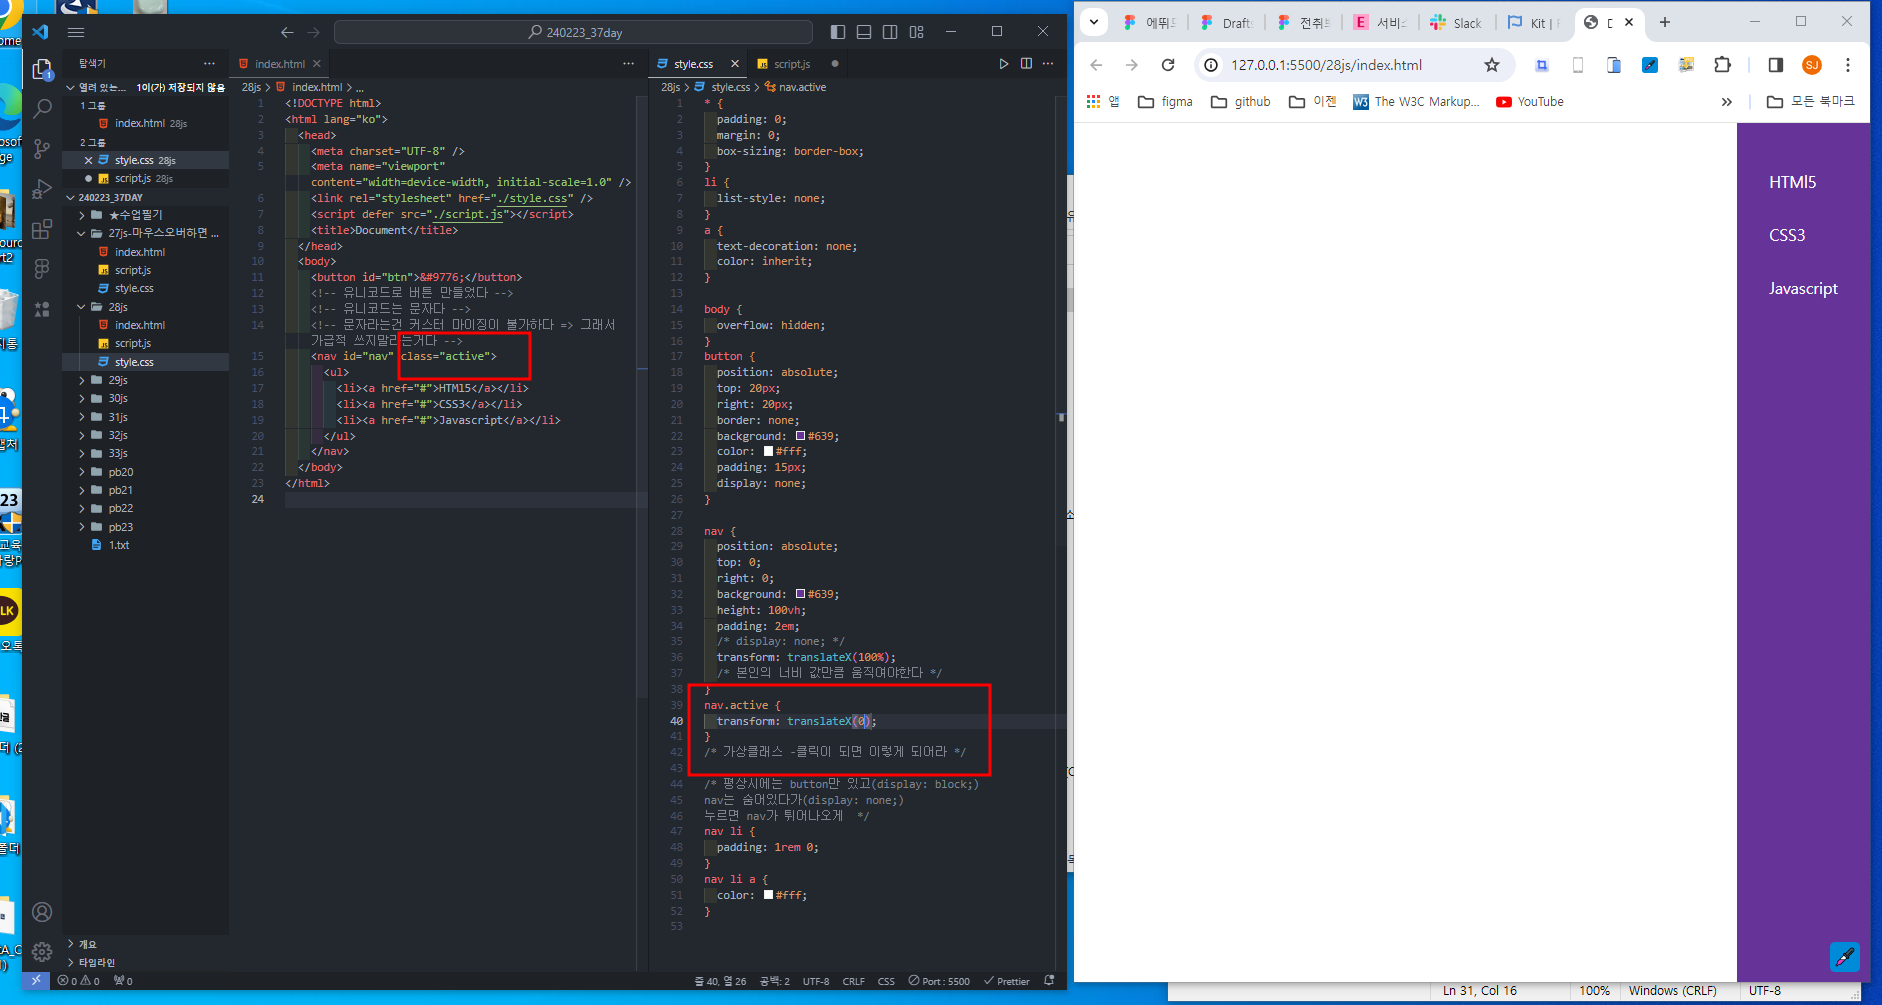 240223_37day
탐색기
index.html
style.css
script.js
열려 있는... 1이(가) 저장되지 않음
28js > index.html > ...
28js > style.css > nav.active
1 그룹
index.html 28js
2 그룹
style.css 28js
script.js 28js
240223_37DAY
★수업필기
27js-마우스오버하면 ...
index.html
script.js
style.css
28js
index.html
script.js
style.css
29js
30js
31js
32js
33js
pb20
pb21
pb22
pb23
1.txt
개요
타임라인
1 <!DOCTYPE html>
2 <html lang="ko">
3 <head>
4 <meta charset="UTF-8" />
5 <meta name="viewport"
content="width=device-width, initial-scale=1.0" />
6 <link rel="stylesheet" href="./style.css" />
7 <script defer src="./script.js"></script>
8 <title>Document</title>
9 </head>
10 <body>
11 <button id="btn">&#9776;</button>
12 <!-- 유니코드로 버튼 만들었다 -->
13 <!-- 유니코드는 문자다 -->
14 <!-- 문자라는건 커스터 마이징이 불가하다 => 그래서
가급적 쓰지말라는거다 -->
15 <nav id="nav" class="active">
16 <ul>
17 <li><a href="#">HTMl5</a></li>
18 <li><a href="#">CSS3</a></li>
19 <li><a href="#">Javascript</a></li>
20 </ul>
21 </nav>
22 </body>
23 </html>
24
1 * {
2 padding: 0;
3 margin: 0;
4 box-sizing: border-box;
5 }
6 li {
7 list-style: none;
8 }
9 a {
10 text-decoration: none;
11 color: inherit;
12 }
13
14 body {
15 overflow: hidden;
16 }
17 button {
18 position: absolute;
19 top: 20px;
20 right: 20px;
21 border: none;
22 background: #639;
23 color: #fff;
24 padding: 15px;
25 display: none;
26 }
27
28 nav {
29 position: absolute;
30 top: 0;
31 right: 0;
32 background: #639;
33 height: 100vh;
34 padding: 2em;
35 /* display: none; */
36 transform: translateX(100%);
37 /* 본인의 너비 값만큼 움직여야한다 */
38 }
39 nav.active {
40 transform: translateX(0);
41 }
42 /* 가상클래스 -클릭이 되면 이렇게 되어라 */
43
44 /* 평상시에는 button만 있고(display: block;)
45 nav는 숨어있다가(display: none;)
46 누르면 nav가 튀어나오게 */
47 nav li {
48 padding: 1rem 0;
49 }
50 nav li a {
51 color: #fff;
52 }
53
0 0 0
줄 40, 열 26 공백: 2 UTF-8 CRLF CSS Port : 5500 Prettier
Drafts
Slack
Kit |
127.0.0.1:5500/28js/index.html
SJ
앱 figma github 이젠 The W3C Markup... YouTube » 모든 북마크
HTMl5
CSS3
Javascript
Ln 31, Col 16 100% Windows (CRLF) UTF-8